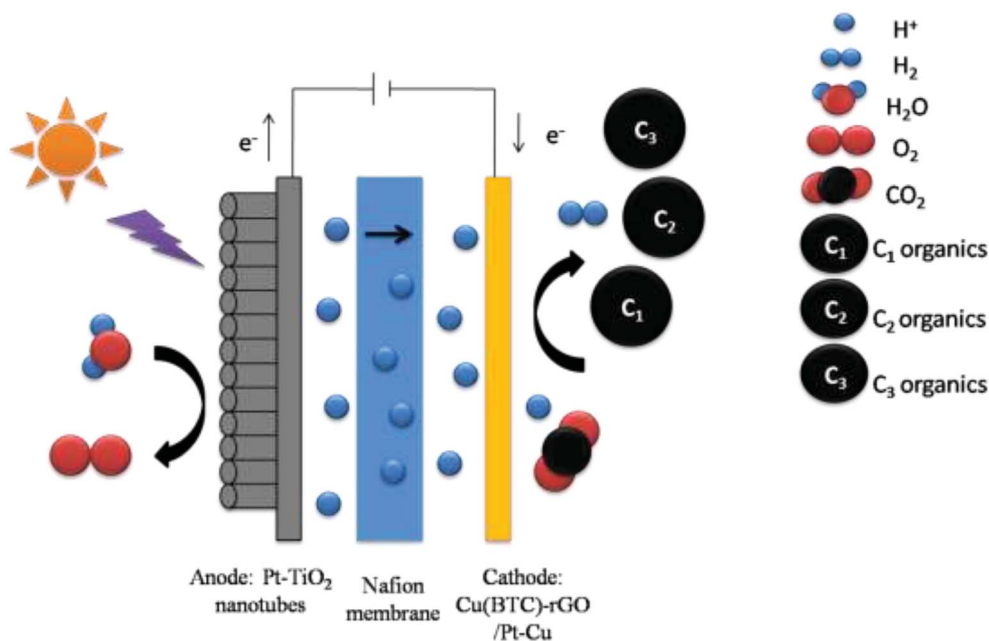 e⁻
e⁻
C₃
C₂
C₁
H⁺
H₂
H₂O
O₂
CO₂
C₁ C₁ organics
C₂ C₂ organics
C₃ C₃ organics
Anode: Pt-TiO₂
nanotubes
Nafion
membrane
Cathode:
Cu(BTC)-rGO
/Pt-Cu